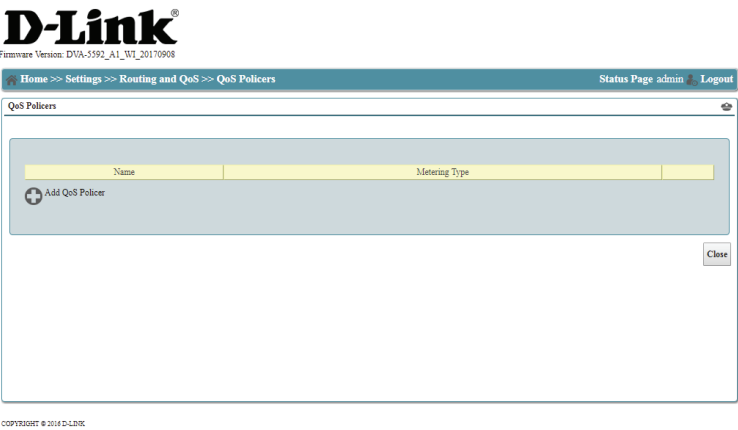 D-Link®
Firmware Version: DVA-5592_A1_WI_20170908
Home >> Settings >> Routing and QoS >> QoS Policers Status Page admin Logout
QoS Policers
Name Metering Type
Add QoS Policer
Close
COPYRIGHT © 2016 D-LINK